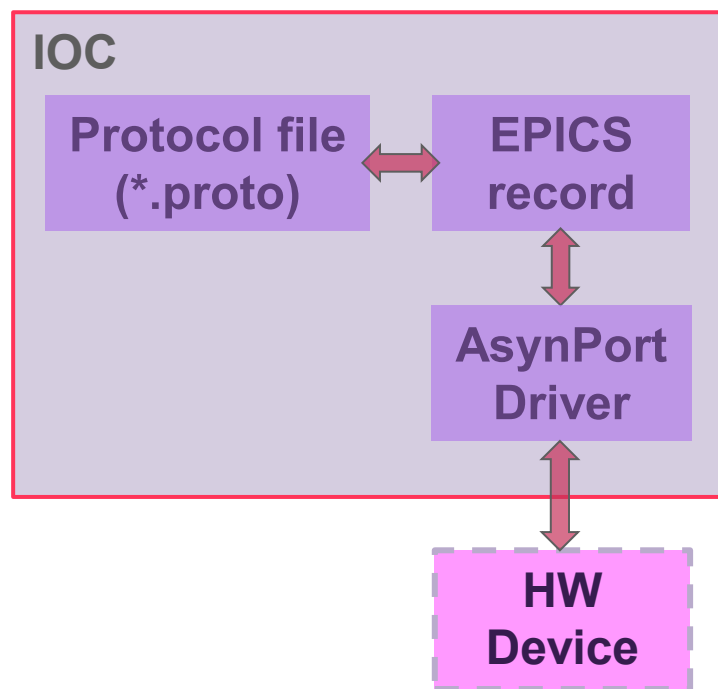 IOC
Protocol file
(*.proto)
EPICS
record
AsynPort
Driver
HW
Device